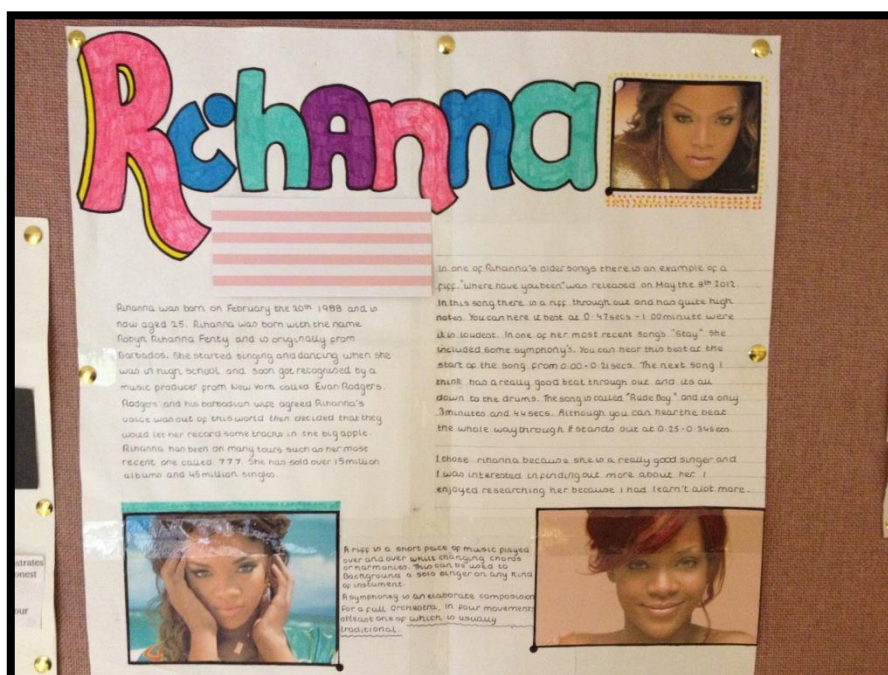 Rihanna
Rihanna was born on February the 20th 1988 and is
now aged 25. Rihanna was born with the name
Robyn Rihanna Fenty and is originally from
Barbados. She started singing and dancing when she
was in high school and soon got recognised by a
music producer from New York called Evan Rodgers.
Rodgers and his barbadian wife agreed Rihanna's
voice was out of this world then decided that they
would let her record some tracks in the big apple.
Rihanna has been on many tours such as her most
recent one called 777. She has sold over 15 million
albums and 45 million singles.
In one of Rihanna's older songs there is an example of a
riff. "Where have you been" was released on May the 8th 2012.
In this song there is a riff through out and has quite high
notes. You can here it best at 0:47secs - 1:00 minute were
it is loudest. In one of her most recent songs "Stay" she
included some symphony's. You can hear this best at the
start of the song, from 0:00 - 0:21secs. The next song I
think has a really good beat through out and its all
down to the drums. The song is called "Rude Boy" and its only
3minutes and 44secs. Although you can hear the beat
the whole way through it stands out at 0:25 - 0:34secs.
I chose rihanna because she is a really good singer and
I was interested in finding out more about her. I
enjoyed researching her because I had learn't alot more.
A riff is a short peice of music played
over and over while changing chords
or harmonies. This can be used to
Background a solo singer on any kind
of instument.
A symphoney is an elaborate composision
for a full Orchestra, in four movements
atleast one of which is usually
traditional.
strates
onest
our